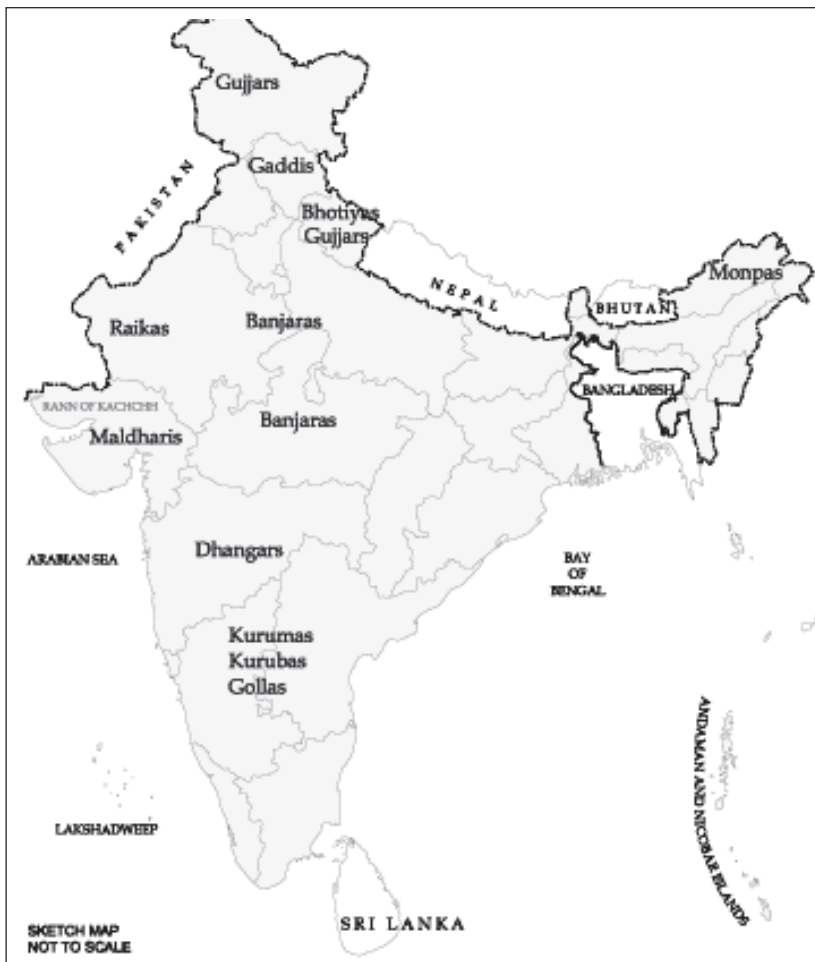 Gujjars
Gaddis
PAKISTAN
Bhotiyas
Gujjars
NEPAL
Monpas
BHUTAN
Raikas
Banjaras
BANGLADESH
RANN OF KACHCHH
Banjaras
Maldharis
Dhangars
ARABIAN SEA
BAY
OF
BENGAL
Kurumas
Kurubas
Gollas
ANDAMAN AND NICOBAR ISLANDS
LAKSHADWEEP
SRI LANKA
SKETCH MAP
NOT TO SCALE